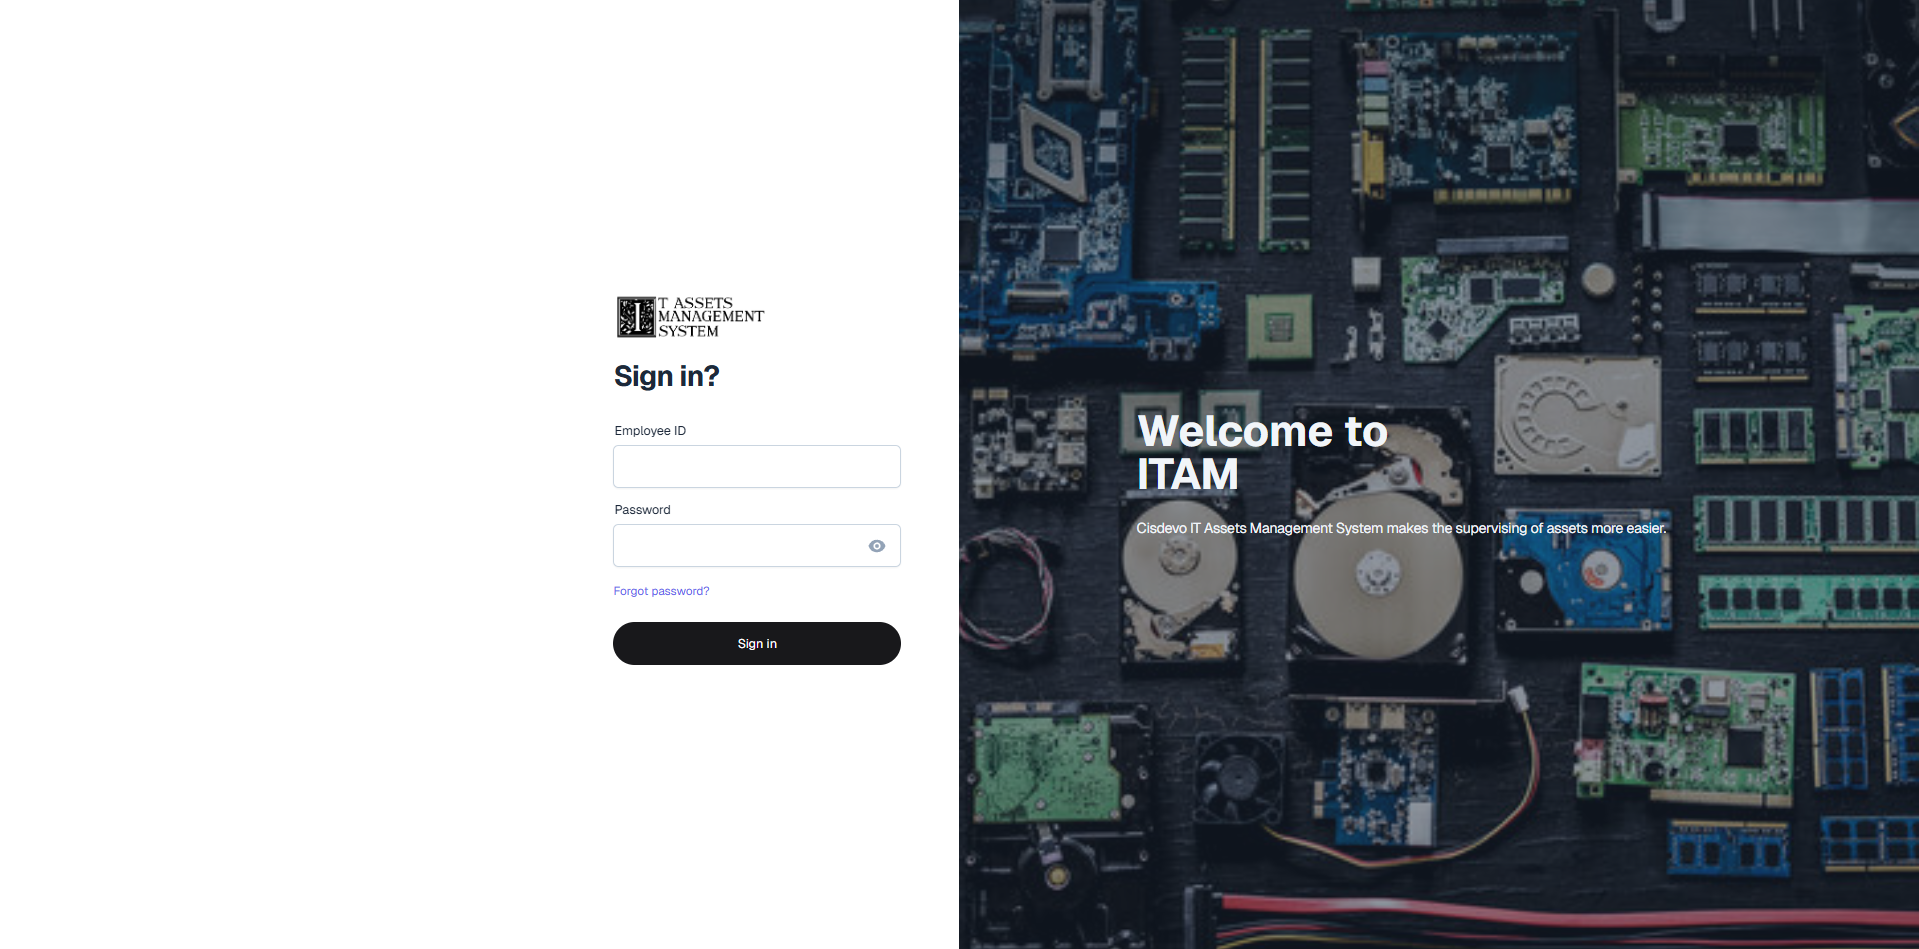 IT ASSETS
MANAGEMENT
SYSTEM
Sign in?
Employee ID
Password
Forgot password?
Sign in
Welcome to
ITAM
Cisdevo IT Assets Management System makes the supervising of assets more easier.